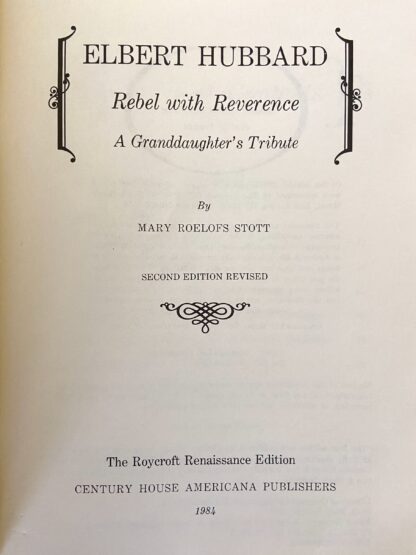 ELBERT HUBBARD
Rebel with Reverence
A Granddaughter's Tribute
By
MARY ROELOFS STOTT
SECOND EDITION REVISED
The Roycroft Renaissance Edition
CENTURY HOUSE AMERICANA PUBLISHERS
1984